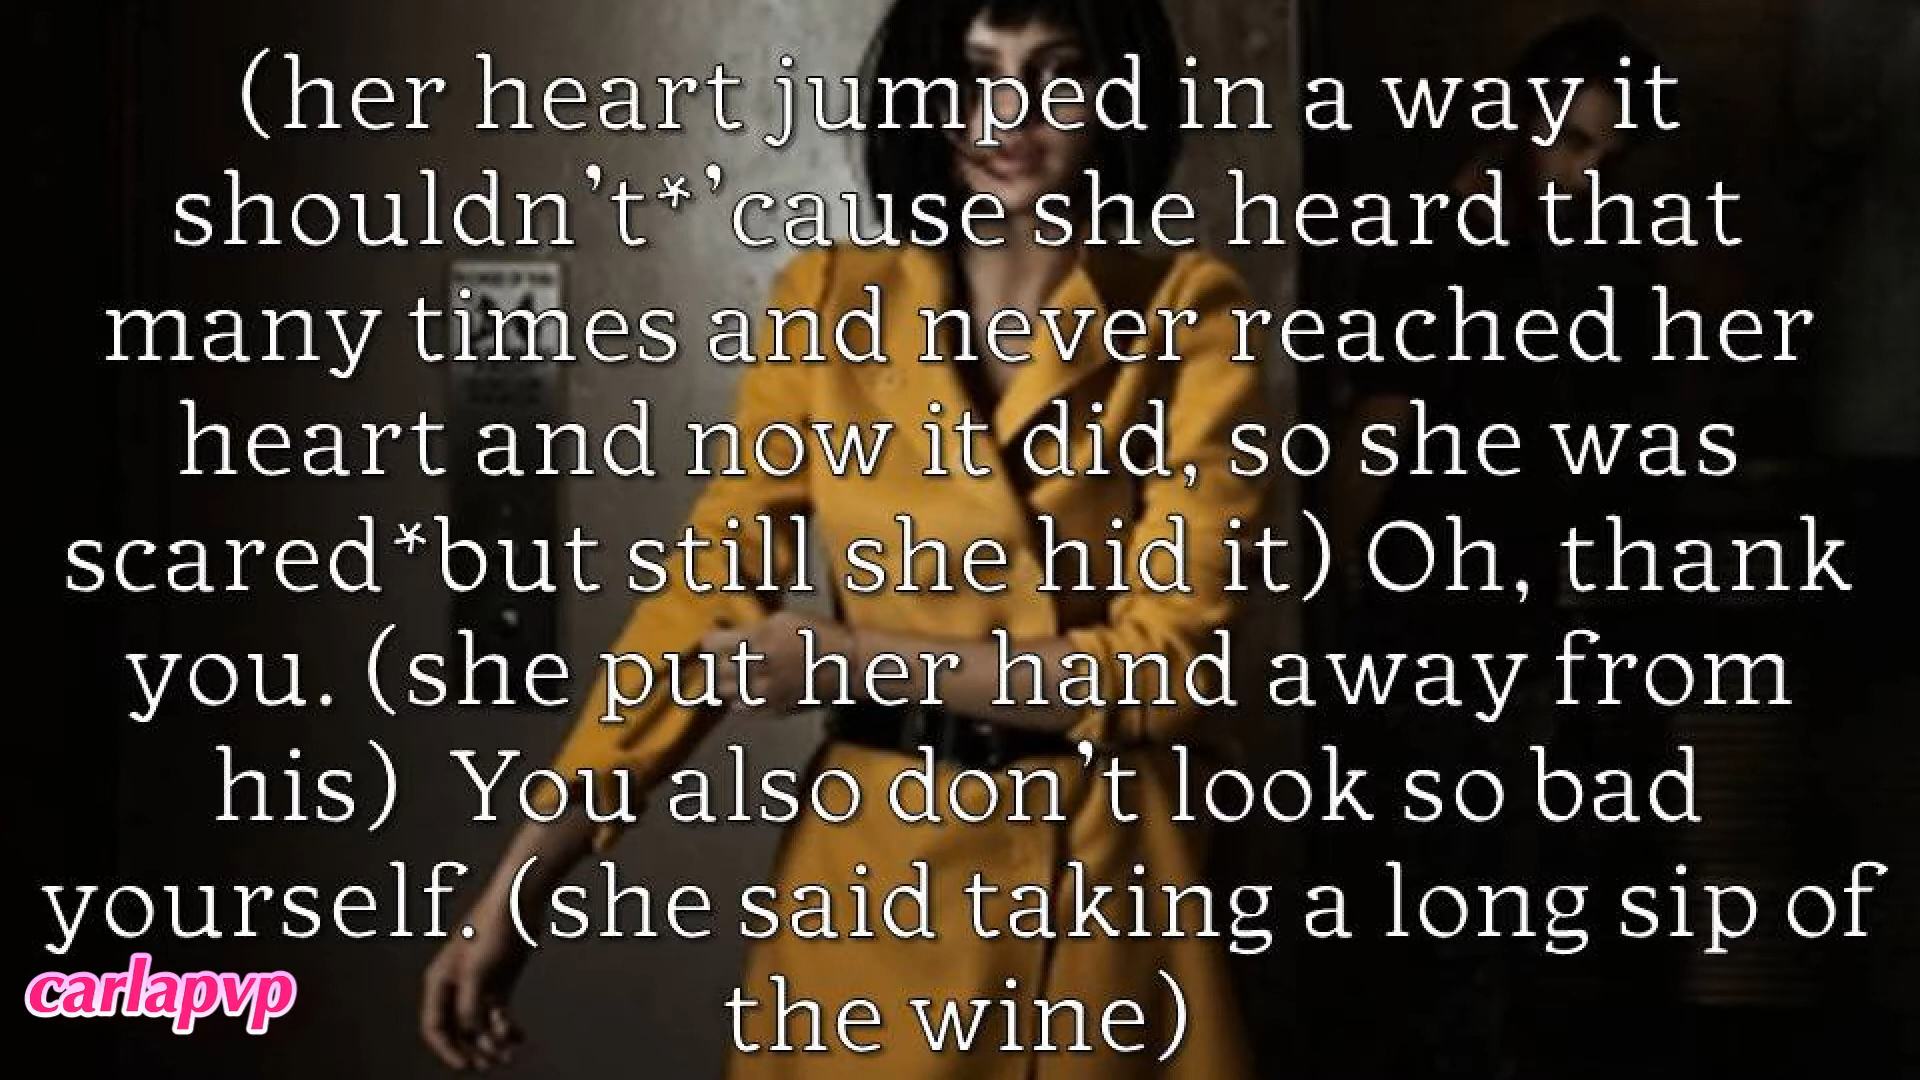 (her heart jumped in a way it
shouldn’t*’cause she heard that
many times and never reached her
heart and now it did, so she was
scared*but still she hid it) Oh, thank
you. (she put her hand away from
his)  You also don’t look so bad
yourself. (she said taking a long sip of
the wine)
carlapvp